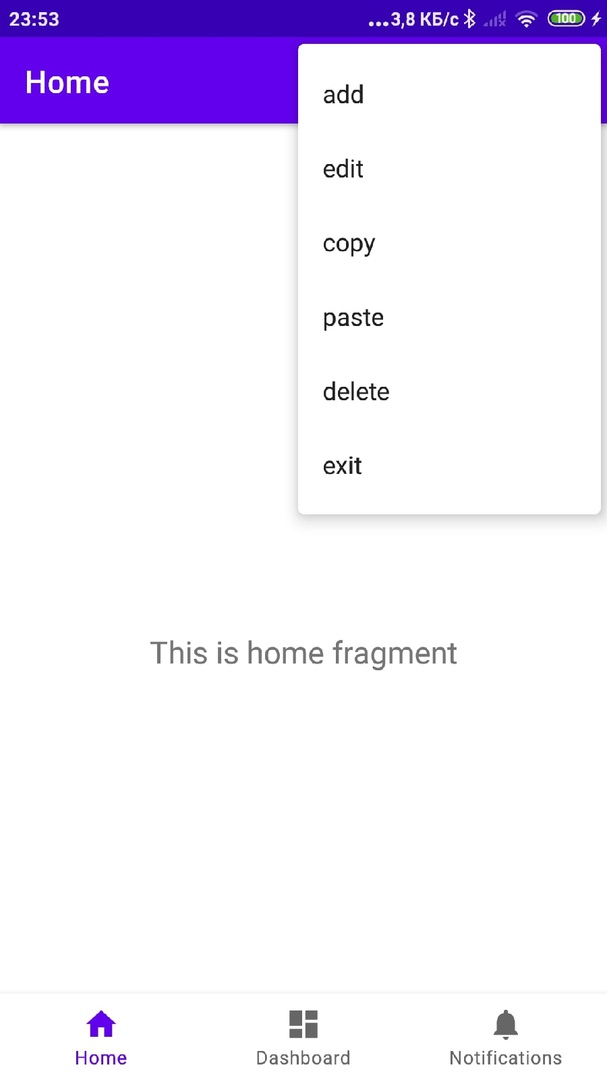 23:53 ...3,8 КБ/с 100
Home
add
edit
copy
paste
delete
exit
This is home fragment
Home Dashboard Notifications